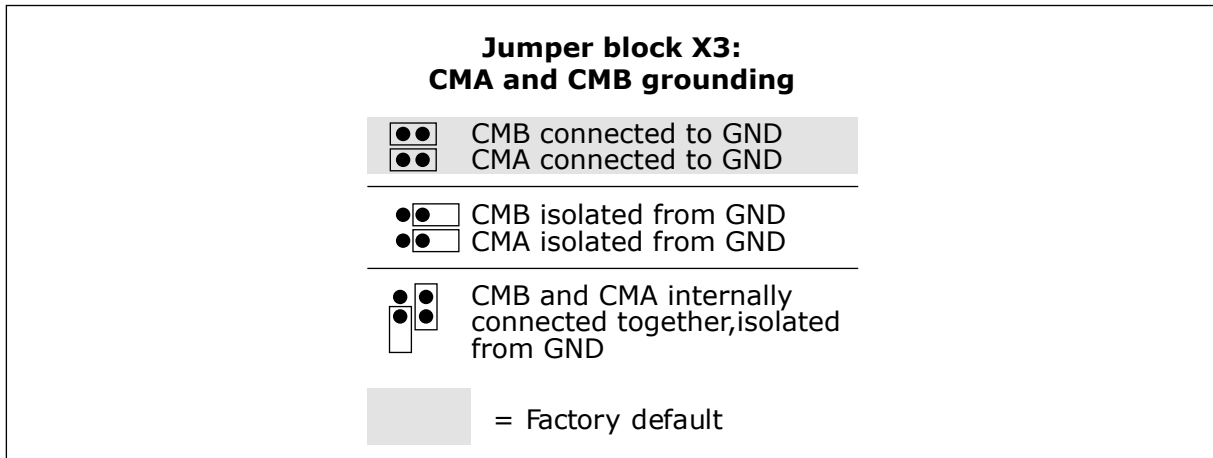 Jumper block X3:
CMA and CMB grounding
CMB connected to GND
CMA connected to GND
CMB isolated from GND
CMA isolated from GND
CMB and CMA internally
connected together,isolated
from GND
= Factory default